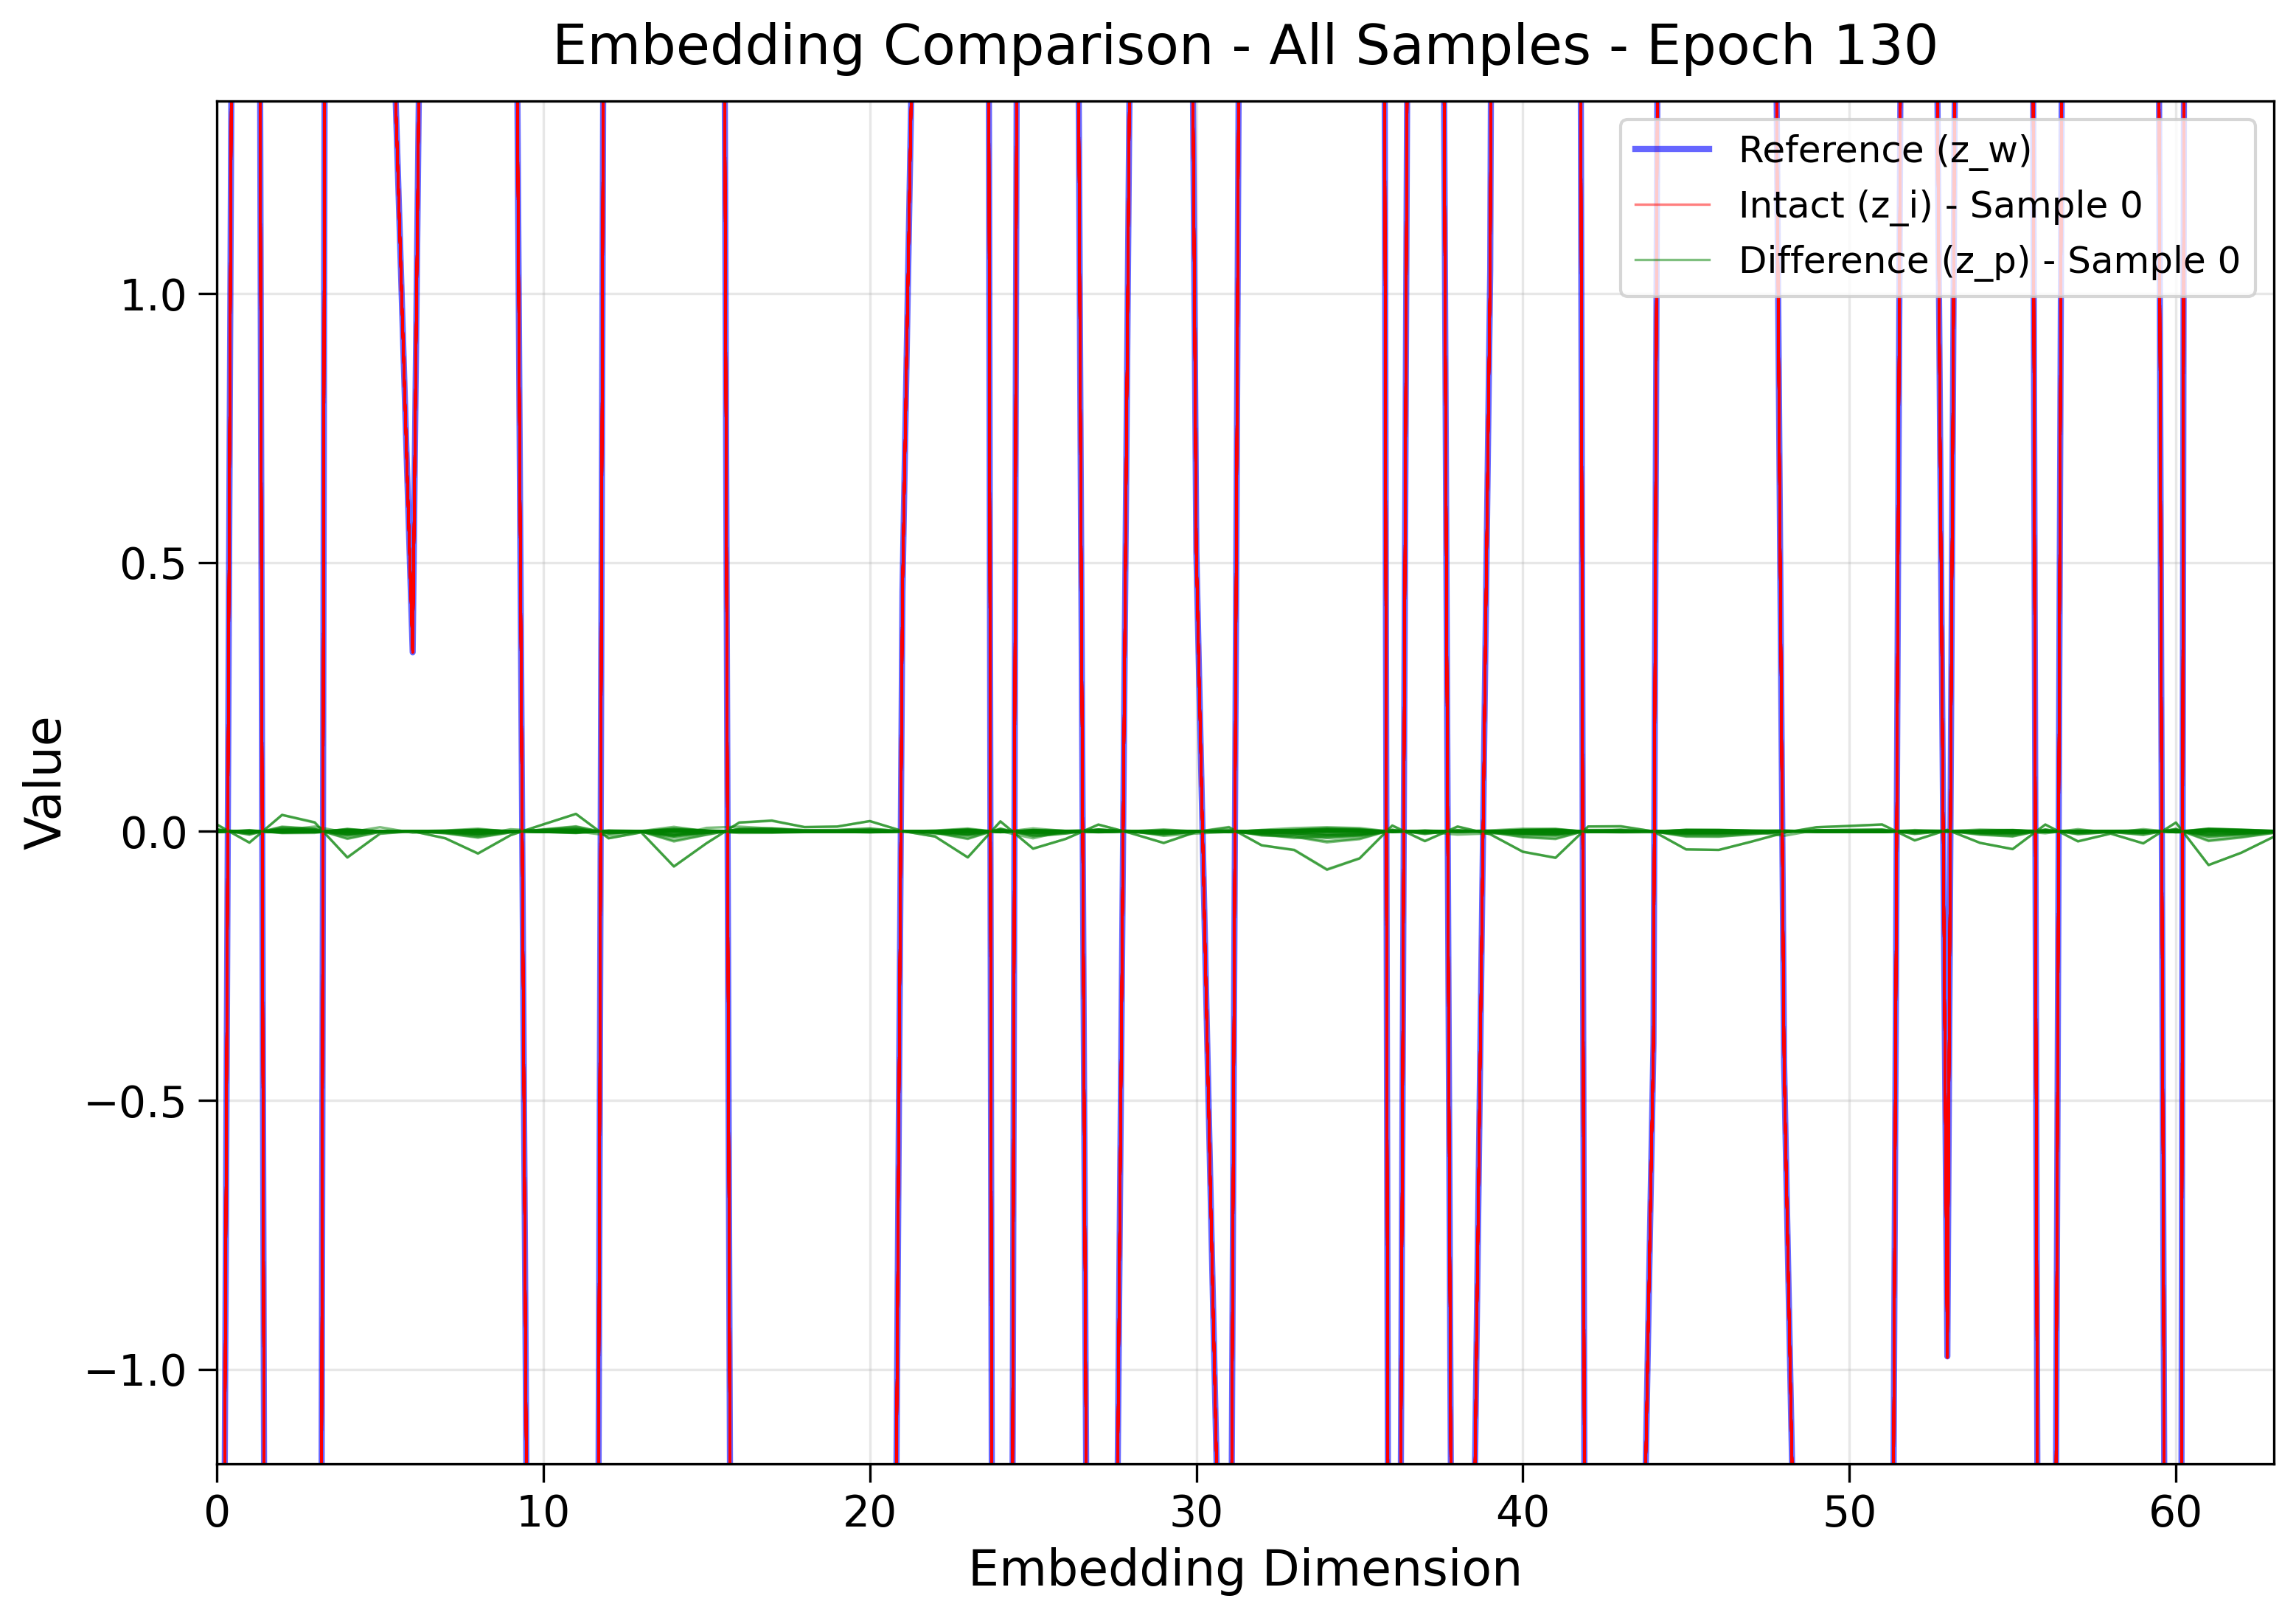 Embedding Comparison - All Samples - Epoch 130
Reference (z_w)
Intact (z_i) - Sample 0
Difference (z_p) - Sample 0
1.0
0.5
0.0
−0.5
−1.0
Value
0 10 20 30 40 50 60
Embedding Dimension